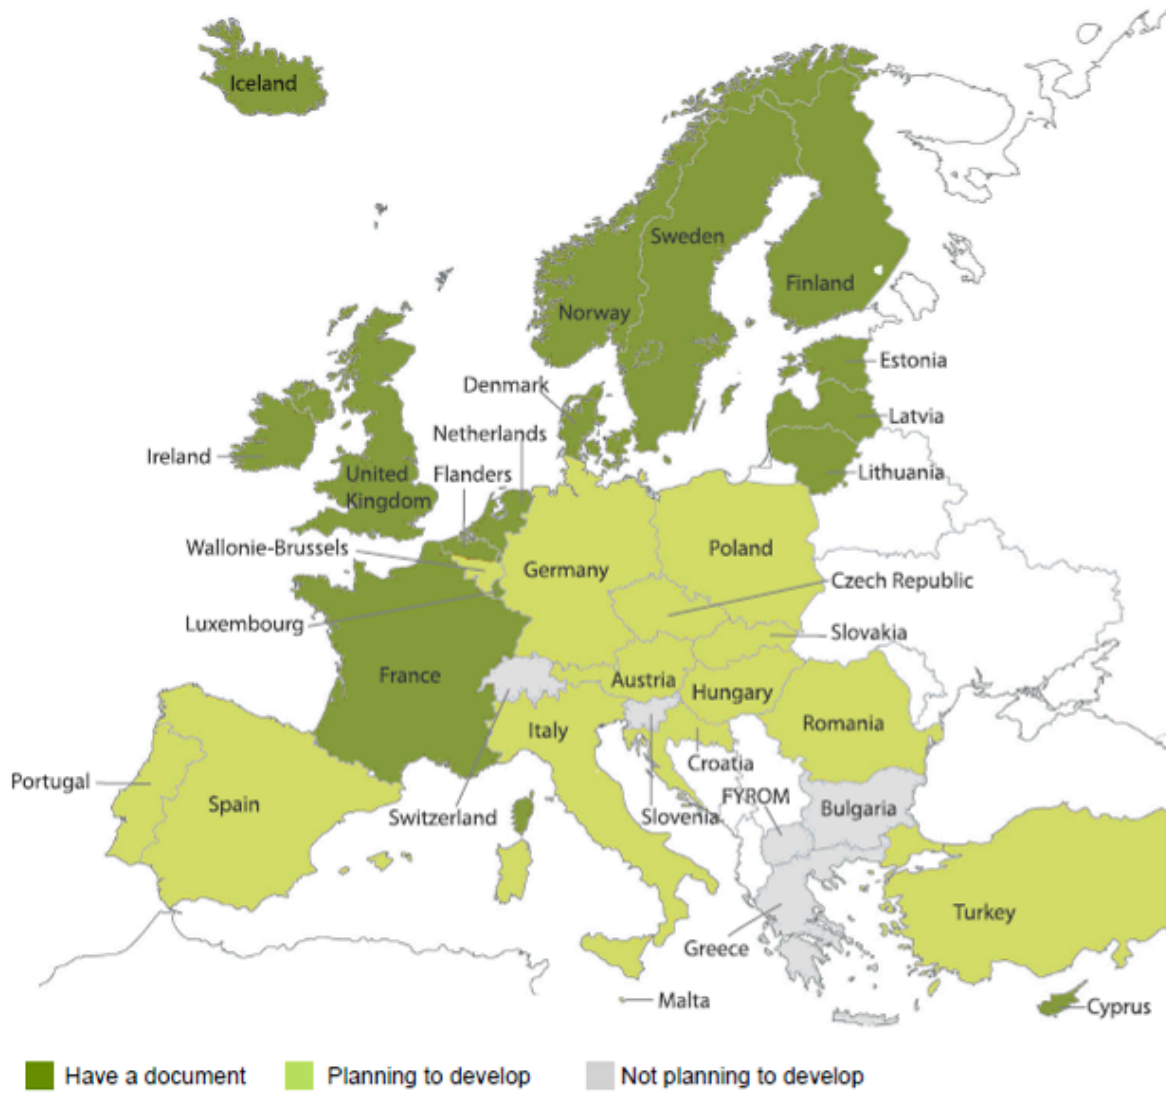 Iceland
Sweden
Finland
Norway
Estonia
Denmark
Latvia
Netherlands
Ireland
Lithuania
United
Kingdom
Flanders
Wallonie-Brussels
Poland
Germany
Czech Republic
Luxembourg
Slovakia
France
Austria
Hungary
Romania
Italy
Portugal
Croatia
Spain
FYROM
Switzerland
Slovenia
Bulgaria
Turkey
Greece
Malta
Cyprus
Have a document
Planning to develop
Not planning to develop